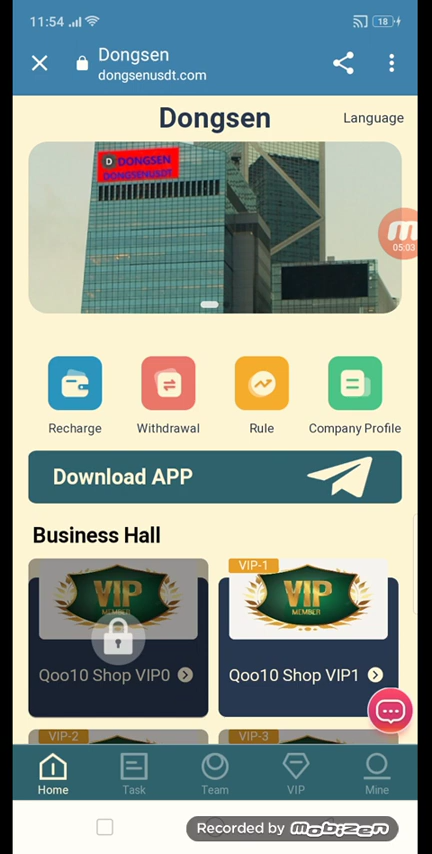 11:54
18
Dongsen
dongsenusdt.com
Dongsen
Language
D DONGSEN
DONGSENUSDT
05:03
Recharge
Withdrawal
Rule
Company Profile
Download APP
Business Hall
VIP
MEMBER
VIP-1
VIP
MEMBER
Qoo10 Shop VIP0
Qoo10 Shop VIP1
VIP-2
VIP-3
Home
Task
Team
VIP
Mine
Recorded by MOBIZEN